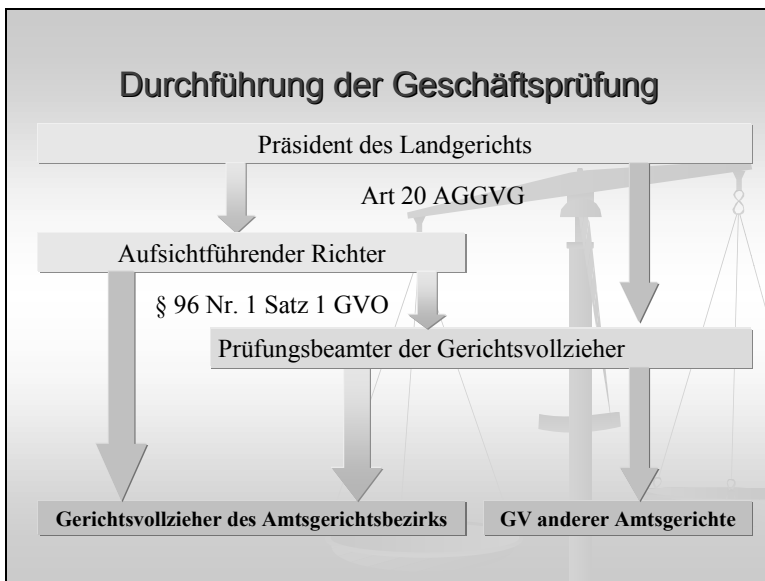 Durchführung der Geschäftsprüfung
Präsident des Landgerichts
Art 20 AGGVG
Aufsichtführender Richter
§ 96 Nr. 1 Satz 1 GVO
Prüfungsbeamter der Gerichtsvollzieher
Gerichtsvollzieher des Amtsgerichtsbezirks
GV anderer Amtsgerichte